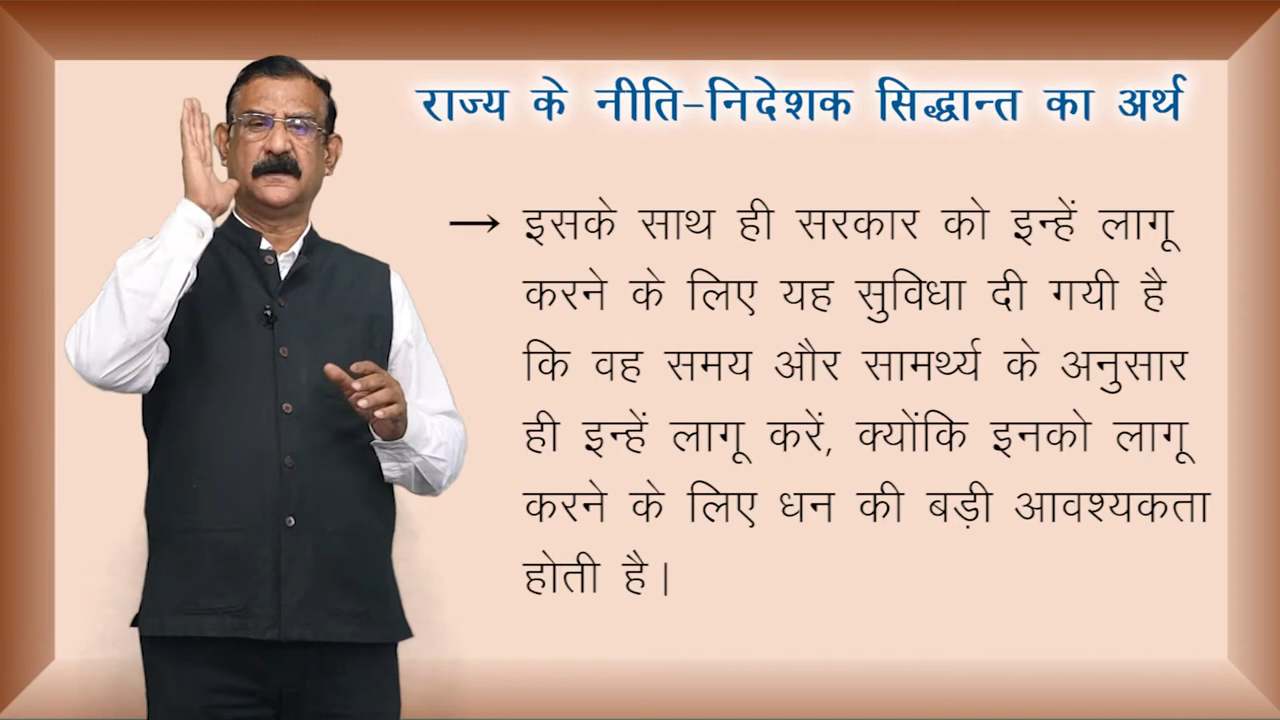 राज्य के नीति-निदेशक सिद्धान्त का अर्थ
→ इसके साथ ही सरकार को इन्हें लागू
करने के लिए यह सुविधा दी गयी है
कि वह समय और सामर्थ्य के अनुसार
ही इन्हें लागू करें, क्योंकि इनको लागू
करने के लिए धन की बड़ी आवश्यकता
होती है।